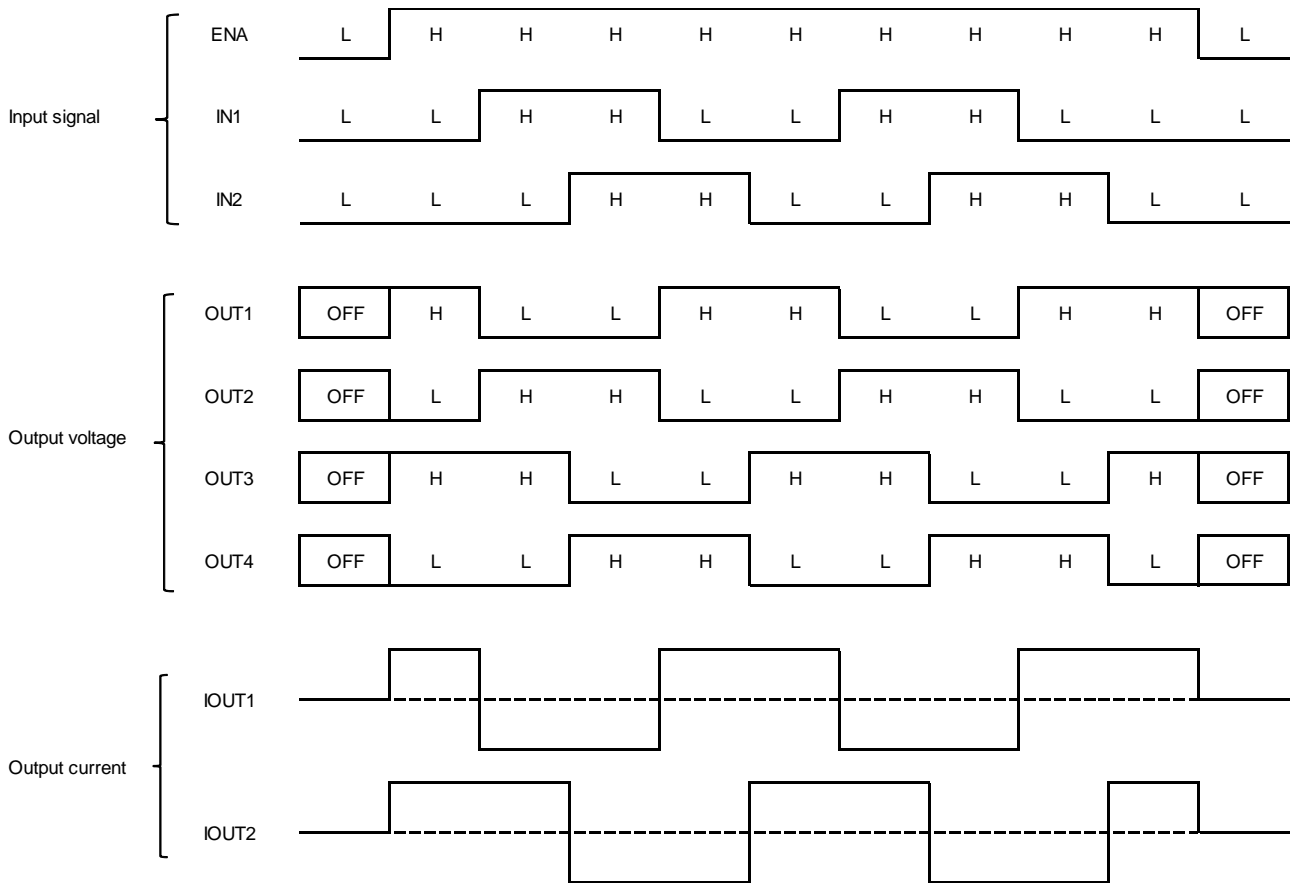 ENA L H H H H H H H H H L
Input signal IN1 L L H H L L H H L L L
IN2 L L L H H L L H H L L
OUT1 OFF H L L H H L L H H OFF
OUT2 OFF L H H L L H H L L OFF
Output voltage
OUT3 OFF H H L L H H L L H OFF
OUT4 OFF L L H H L L H H L OFF
IOUT1
Output current
IOUT2